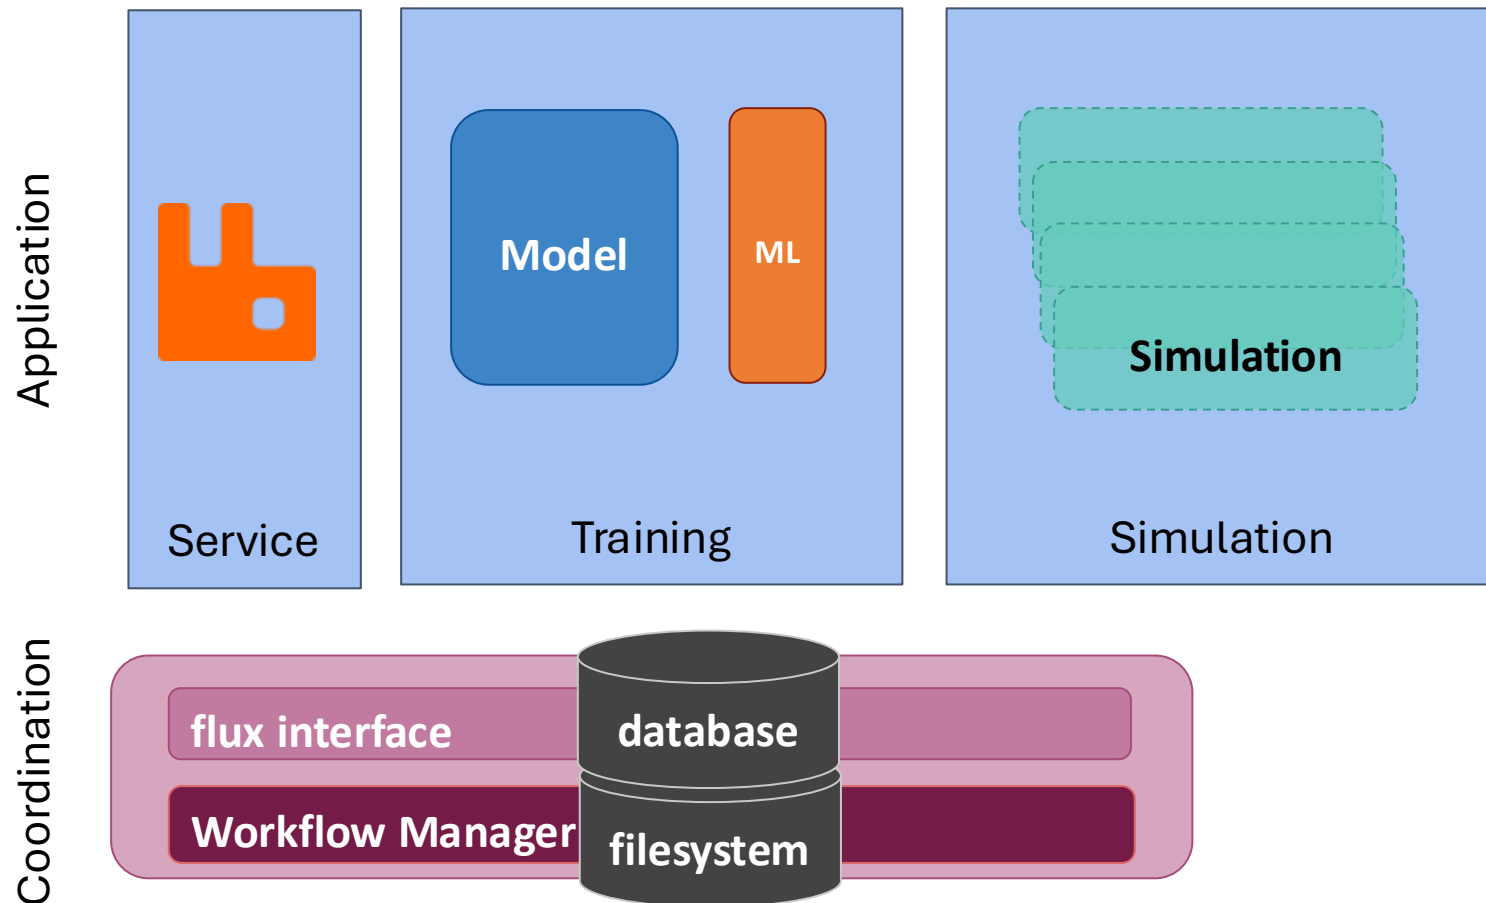 Application
Model
ML
Simulation
Service
Training
Simulation
Coordination
flux interface
database
Workflow Manager
filesystem